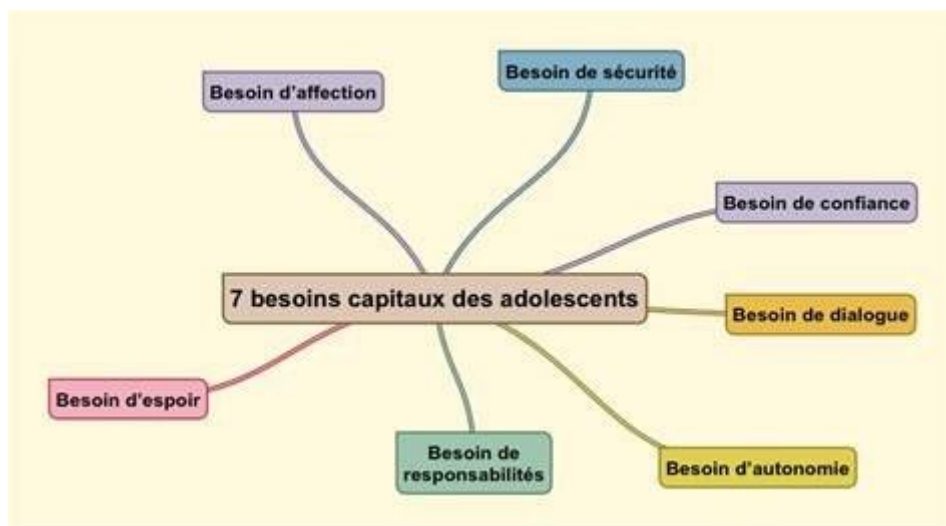 Besoin d'affection
Besoin de sécurité
Besoin de confiance
7 besoins capitaux des adolescents
Besoin de dialogue
Besoin d'espoir
Besoin de
responsabilités
Besoin d'autonomie